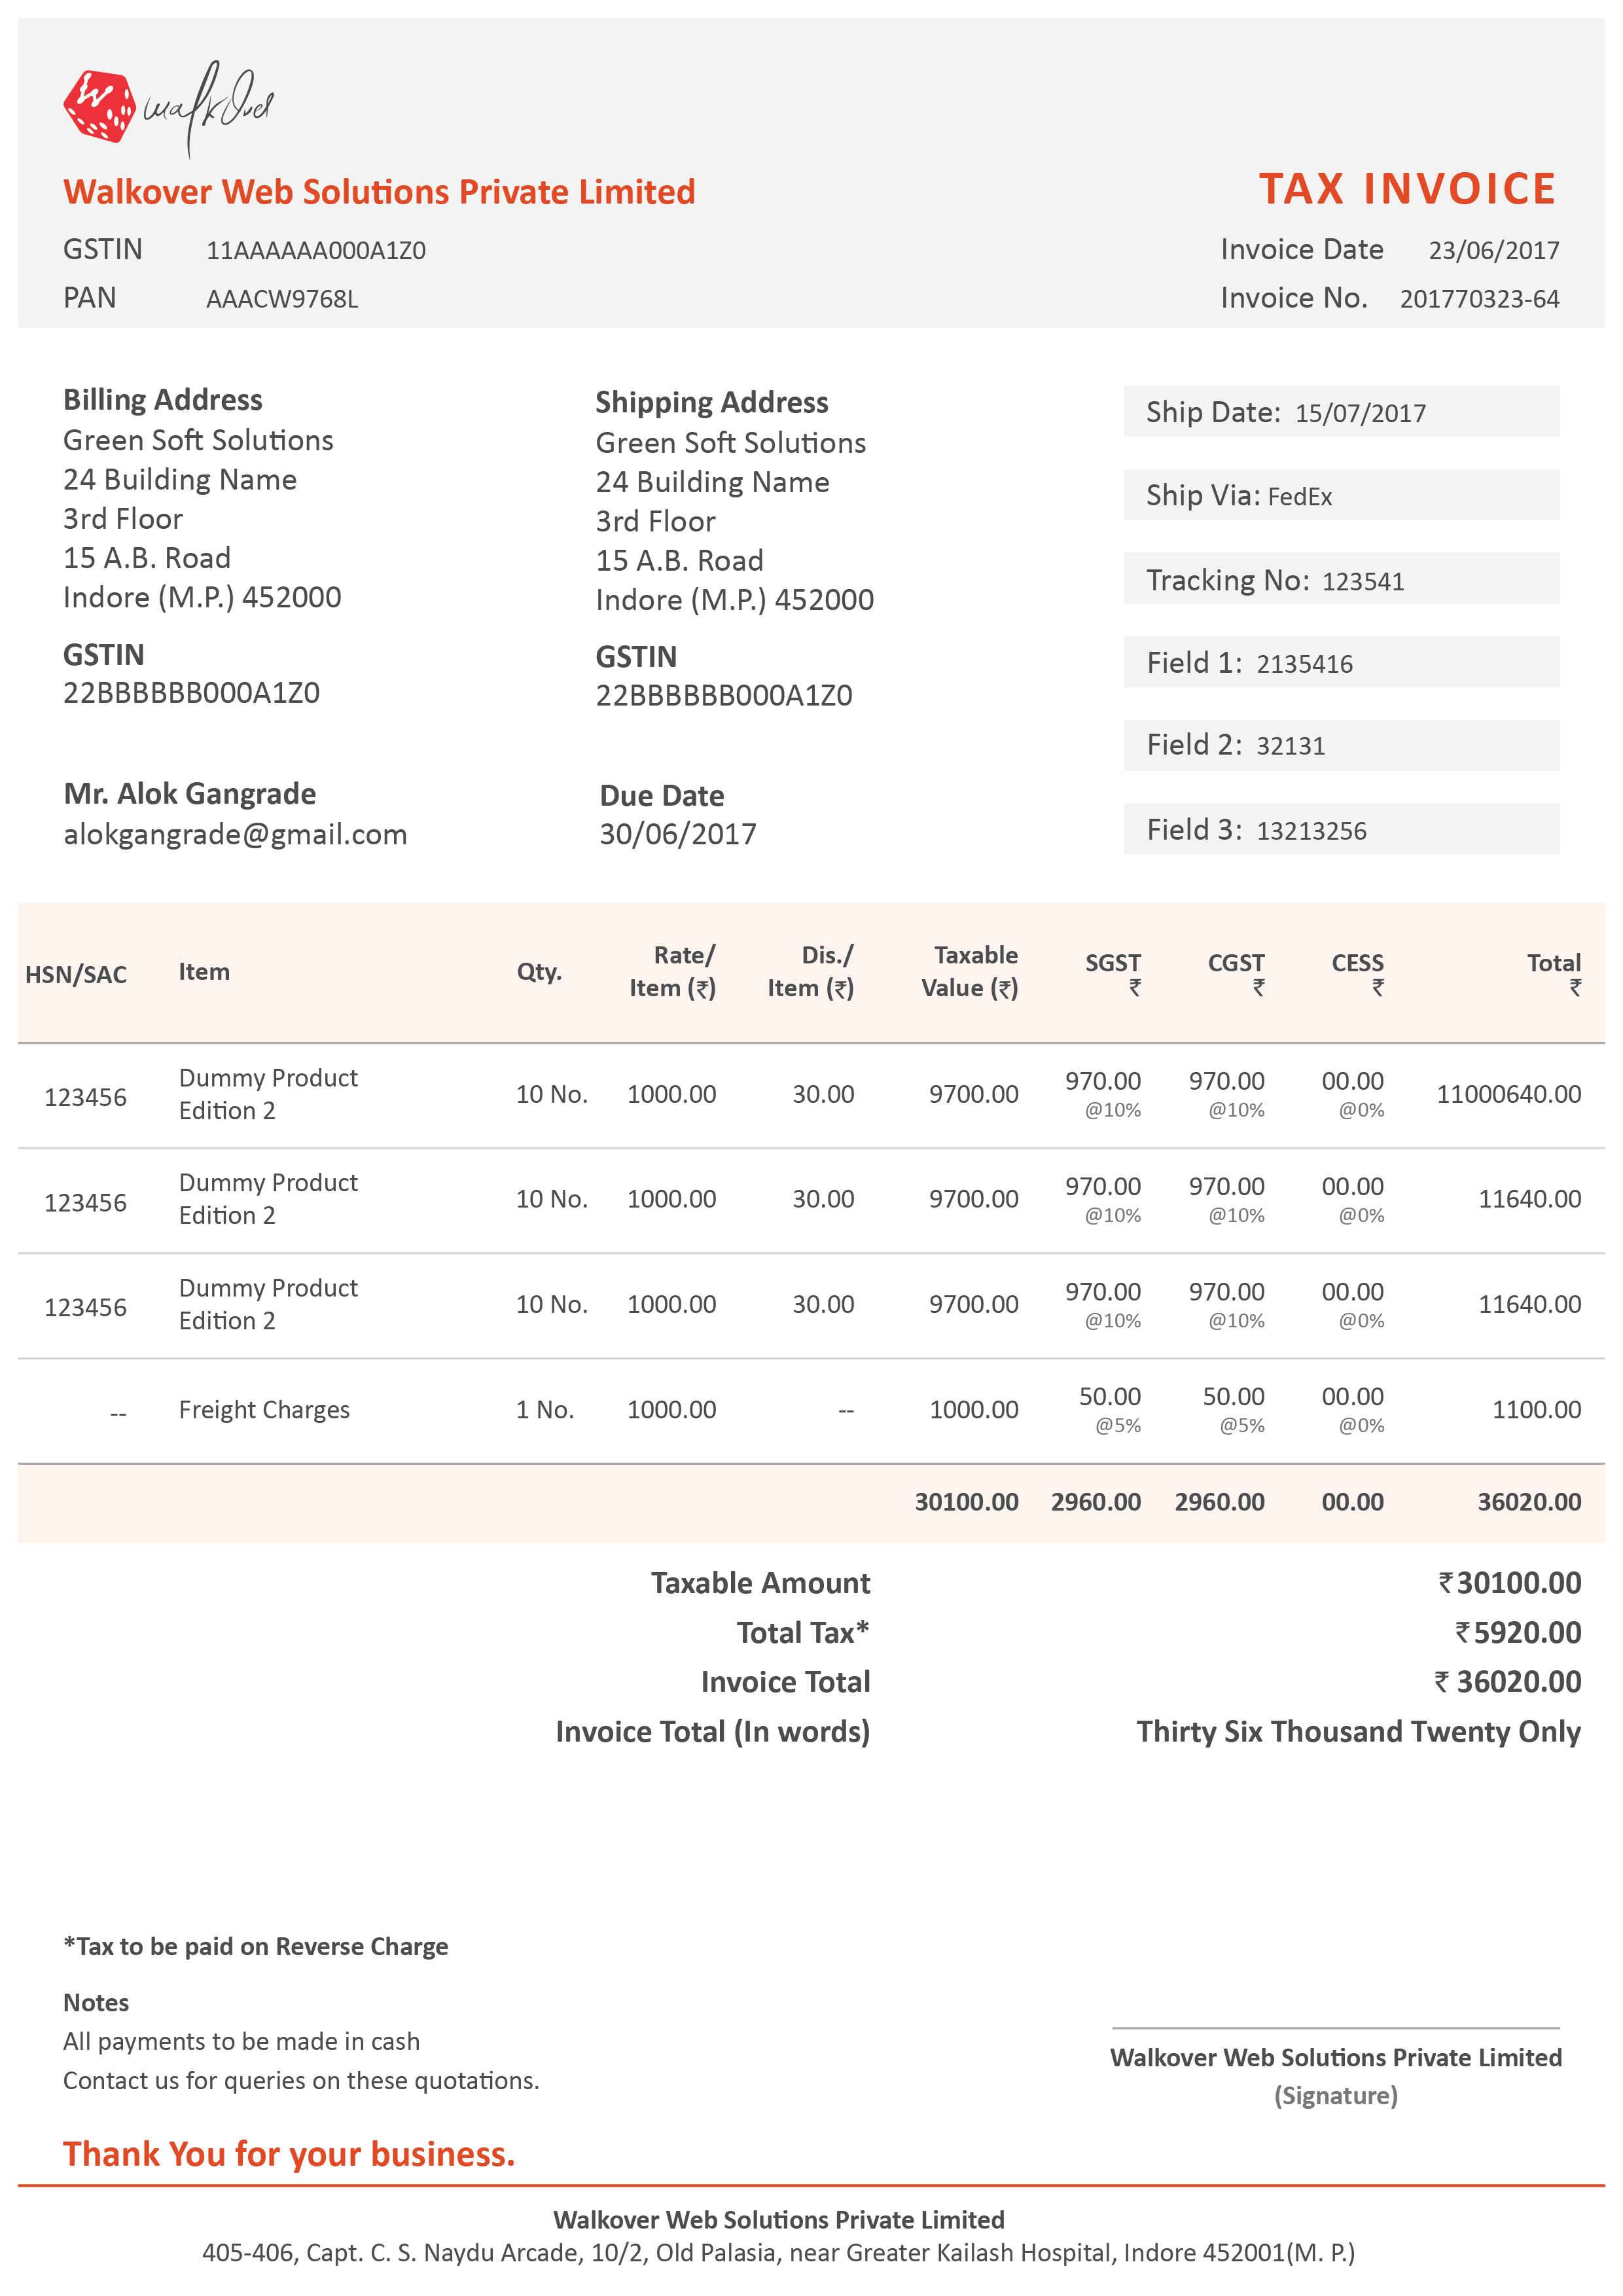 walkover
Walkover Web Solutions Private Limited
TAX INVOICE
GSTIN 11AAAAAA000A1Z0
Invoice Date 23/06/2017
PAN AAACW9768L
Invoice No. 201770323-64
Billing Address
Green Soft Solutions
24 Building Name
3rd Floor
15 A.B. Road
Indore (M.P.) 452000
GSTIN
22BBBBBB000A1Z0
Mr. Alok Gangrade
alokgangrade@gmail.com
Shipping Address
Green Soft Solutions
24 Building Name
3rd Floor
15 A.B. Road
Indore (M.P.) 452000
GSTIN
22BBBBBB000A1Z0
Due Date
30/06/2017
Ship Date: 15/07/2017
Ship Via: FedEx
Tracking No: 123541
Field 1: 2135416
Field 2: 32131
Field 3: 13213256
HSN/SAC Item Qty. Rate/ Item (₹) Dis./ Item (₹) Taxable Value (₹) SGST ₹ CGST ₹ CESS ₹ Total ₹
123456 Dummy Product Edition 2 10 No. 1000.00 30.00 9700.00 970.00 @10% 970.00 @10% 00.00 @0% 11000640.00
123456 Dummy Product Edition 2 10 No. 1000.00 30.00 9700.00 970.00 @10% 970.00 @10% 00.00 @0% 11640.00
123456 Dummy Product Edition 2 10 No. 1000.00 30.00 9700.00 970.00 @10% 970.00 @10% 00.00 @0% 11640.00
-- Freight Charges 1 No. 1000.00 -- 1000.00 50.00 @5% 50.00 @5% 00.00 @0% 1100.00
30100.00 2960.00 2960.00 00.00 36020.00
Taxable Amount ₹30100.00
Total Tax* ₹5920.00
Invoice Total ₹ 36020.00
Invoice Total (In words) Thirty Six Thousand Twenty Only
*Tax to be paid on Reverse Charge
Notes
All payments to be made in cash
Contact us for queries on these quotations.
Walkover Web Solutions Private Limited
(Signature)
Thank You for your business.
Walkover Web Solutions Private Limited
405-406, Capt. C. S. Naydu Arcade, 10/2, Old Palasia, near Greater Kailash Hospital, Indore 452001(M. P.)